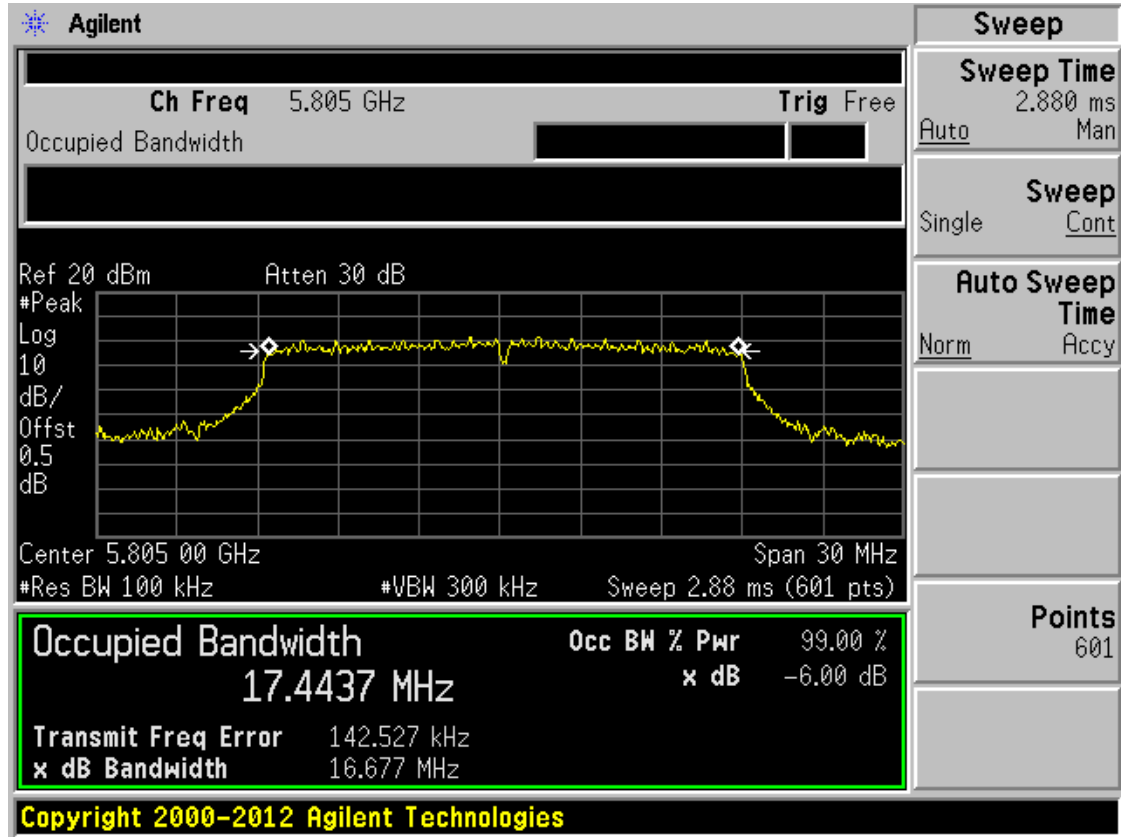 Agilent
Ch Freq 5.805 GHz Trig Free
Occupied Bandwidth
Ref 20 dBm Atten 30 dB
#Peak
Log
10
dB/
Offst
0.5
dB
Center 5.805 00 GHz Span 30 MHz
#Res BW 100 kHz #VBW 300 kHz Sweep 2.88 ms (601 pts)
Occupied Bandwidth Occ BW % Pwr 99.00 %
17.4437 MHz x dB -6.00 dB
Transmit Freq Error 142.527 kHz
x dB Bandwidth 16.677 MHz
Copyright 2000-2012 Agilent Technologies
Sweep
Sweep Time
2.880 ms
Auto Man
Sweep
Single Cont
Auto Sweep
Time
Norm Accy
Points
601